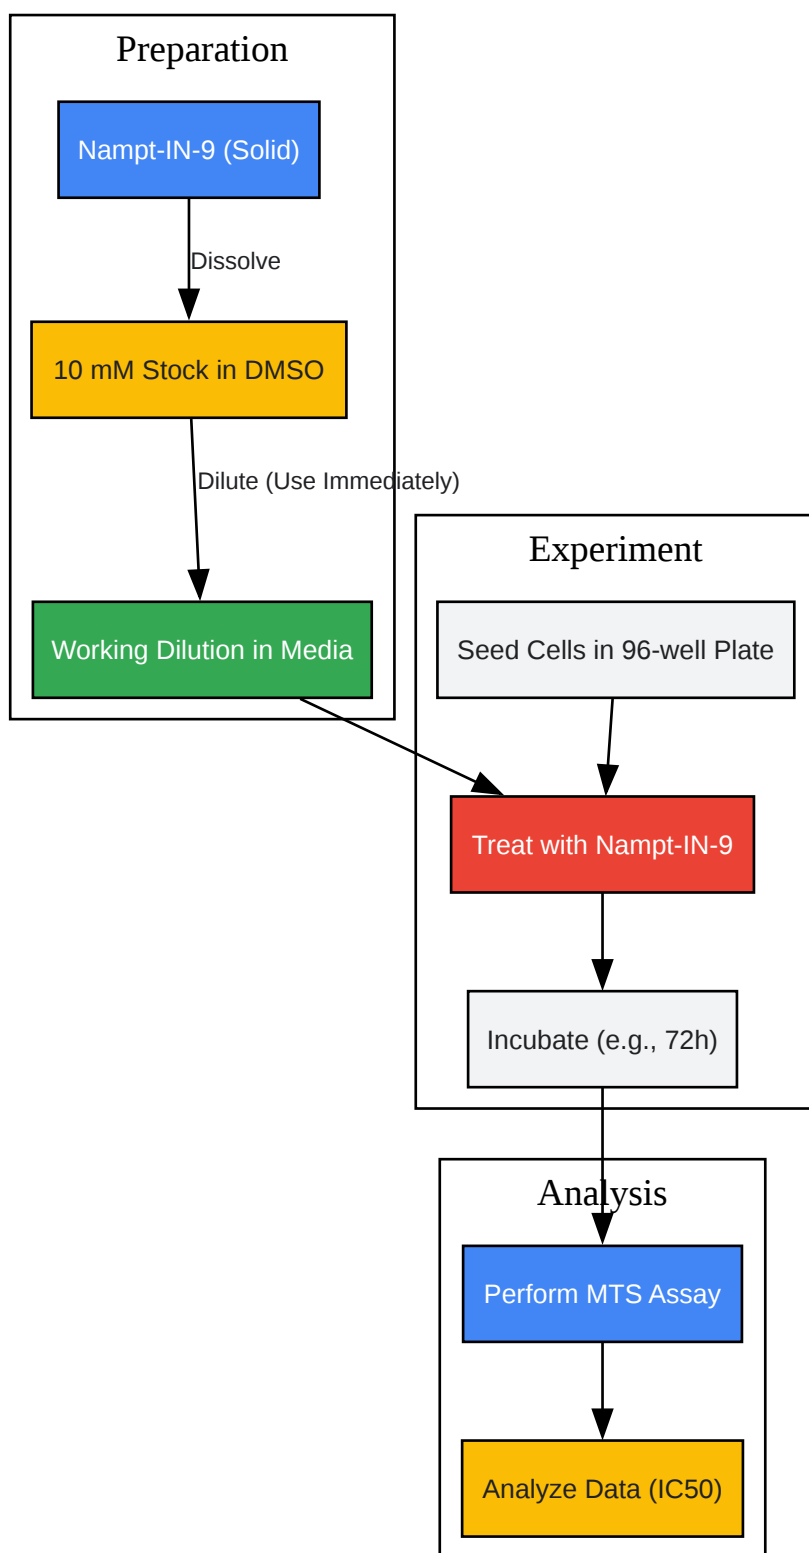 Preparation
Nampt-IN-9 (Solid)
Dissolve
10 mM Stock in DMSO
Dilute (Use Immediately)
Working Dilution in Media
Experiment
Seed Cells in 96-well Plate
Treat with Nampt-IN-9
Incubate (e.g., 72h)
Analysis
Perform MTS Assay
Analyze Data (IC50)